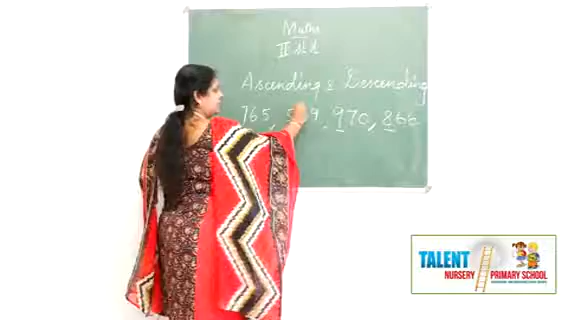 Maths
II std
Ascending & Descending
765, 970, 866
TALENT
NURSERY PRIMARY SCHOOL